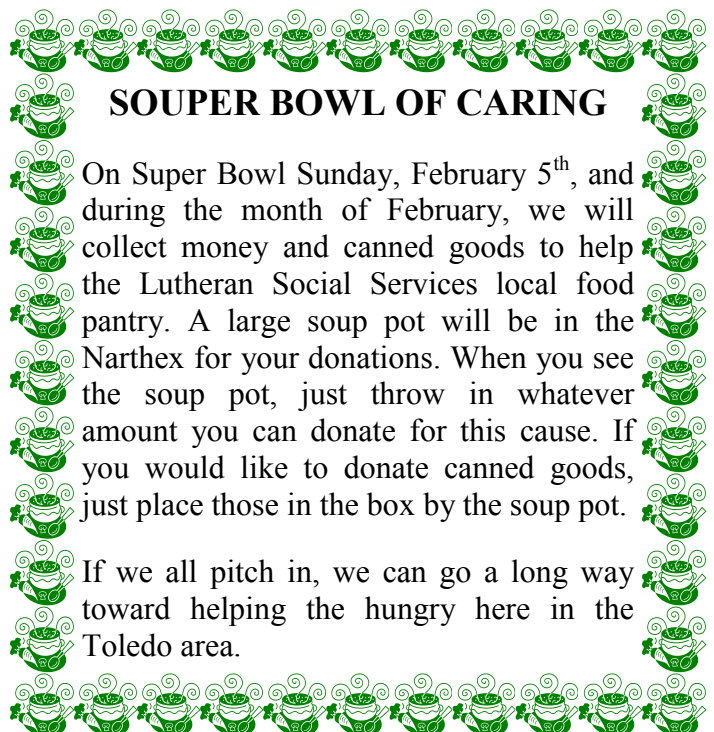 SOUPER BOWL OF CARING
On Super Bowl Sunday, February 5th, and
during the month of February, we will
collect money and canned goods to help
the Lutheran Social Services local food
pantry. A large soup pot will be in the
Narthex for your donations. When you see
the soup pot, just throw in whatever
amount you can donate for this cause. If
you would like to donate canned goods,
just place those in the box by the soup pot.
If we all pitch in, we can go a long way
toward helping the hungry here in the
Toledo area.